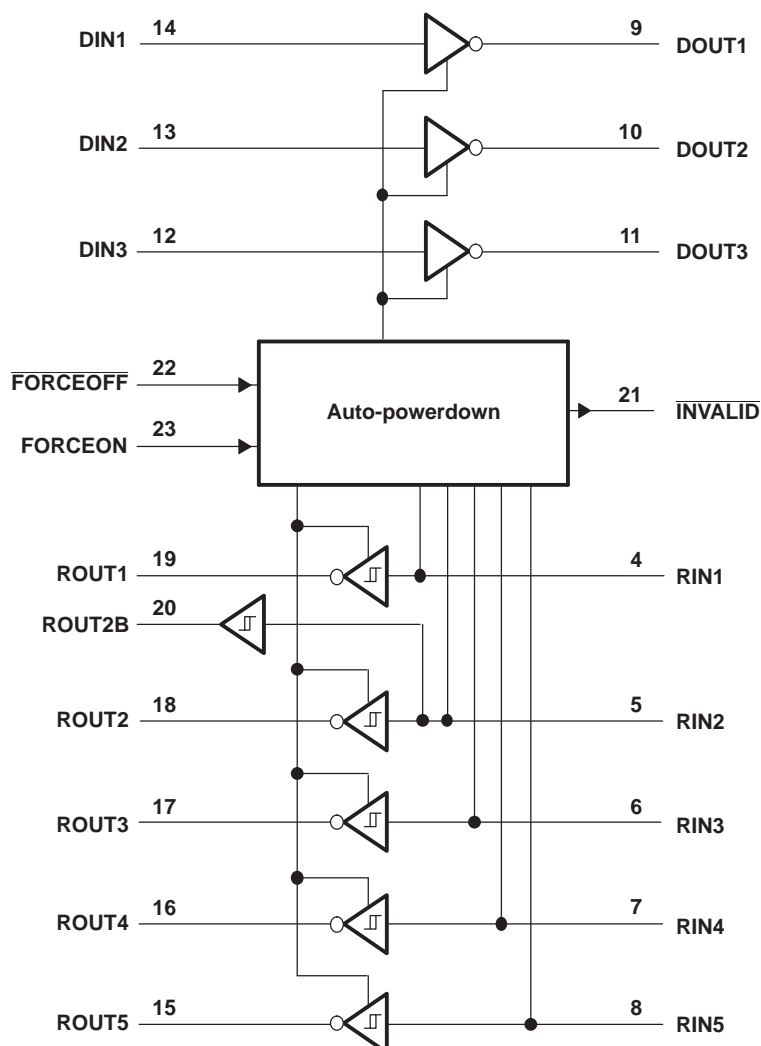 DIN1 14 9 DOUT1
DIN2 13 10 DOUT2
DIN3 12 11 DOUT3
FORCEOFF 22
Auto-powerdown
21 INVALID
FORCEON 23
ROUT1 19 4 RIN1
ROUT2B 20
ROUT2 18 5 RIN2
ROUT3 17 6 RIN3
ROUT4 16 7 RIN4
ROUT5 15 8 RIN5